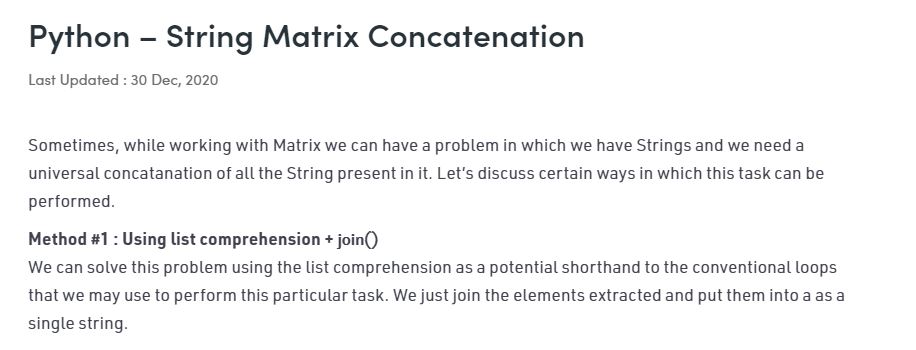 Python – String Matrix Concatenation
Last Updated : 30 Dec, 2020
Sometimes, while working with Matrix we can have a problem in which we have Strings and we need a
universal concatanation of all the String present in it. Let's discuss certain ways in which this task can be
performed.
Method #1 : Using list comprehension + join()
We can solve this problem using the list comprehension as a potential shorthand to the conventional loops
that we may use to perform this particular task. We just join the elements extracted and put them into a as a
single string.